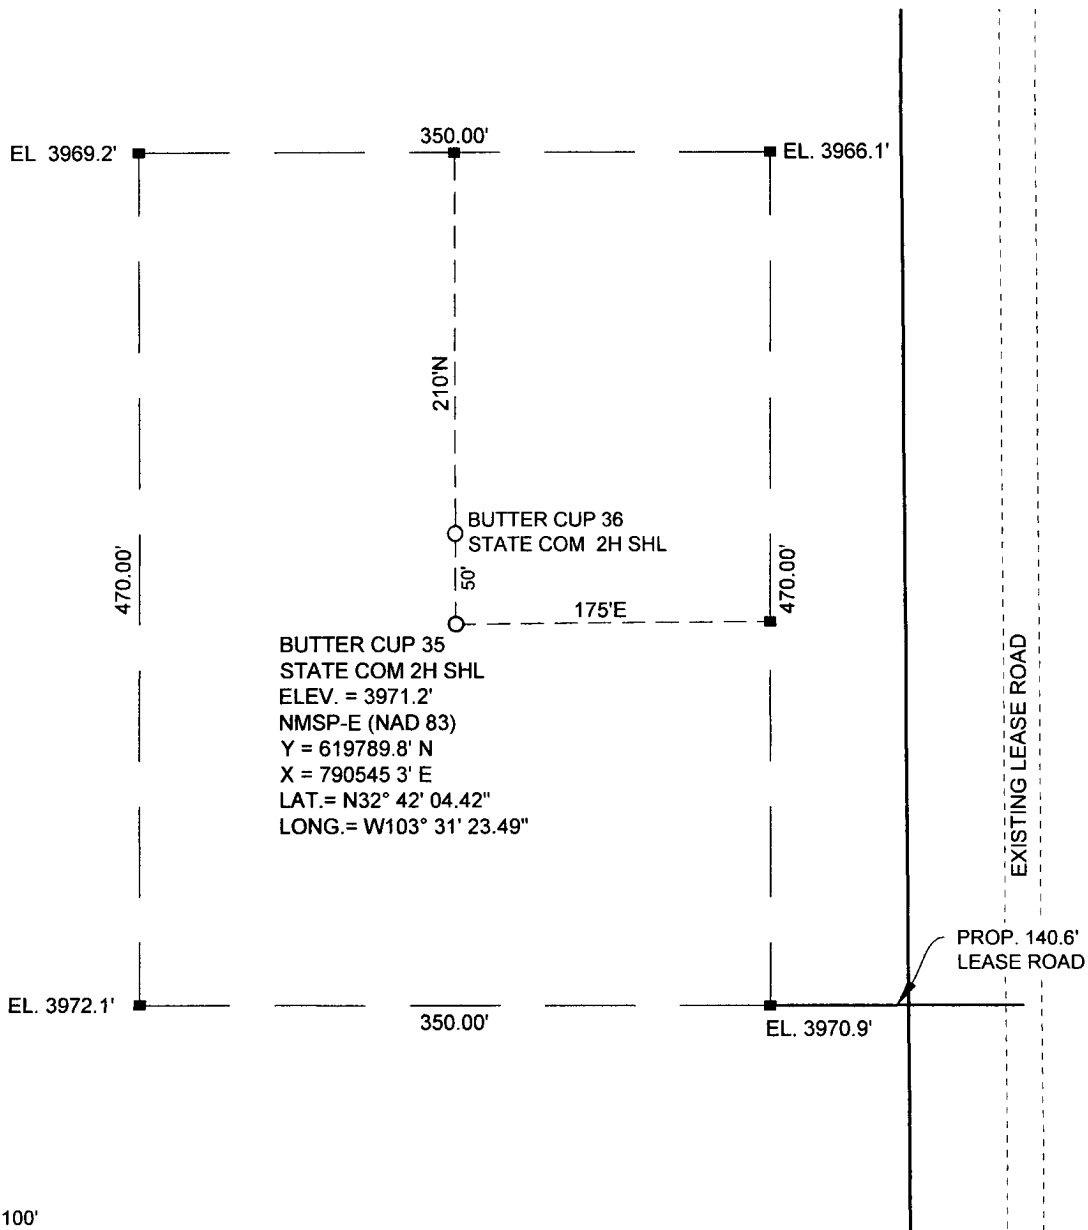 350.00'
EL 3969.2'
EL. 3966.1'
210'N
BUTTER CUP 36
STATE COM 2H SHL
50'
470.00'
470.00'
175'E
BUTTER CUP 35
STATE COM 2H SHL
ELEV. = 3971.2'
NMSP-E (NAD 83)
Y = 619789.8' N
X = 790545 3' E
LAT.= N32° 42' 04.42"
LONG.= W103° 31' 23.49"
EXISTING LEASE ROAD
PROP. 140.6'
LEASE ROAD
EL. 3972.1'
350.00'
EL. 3970.9'
100'